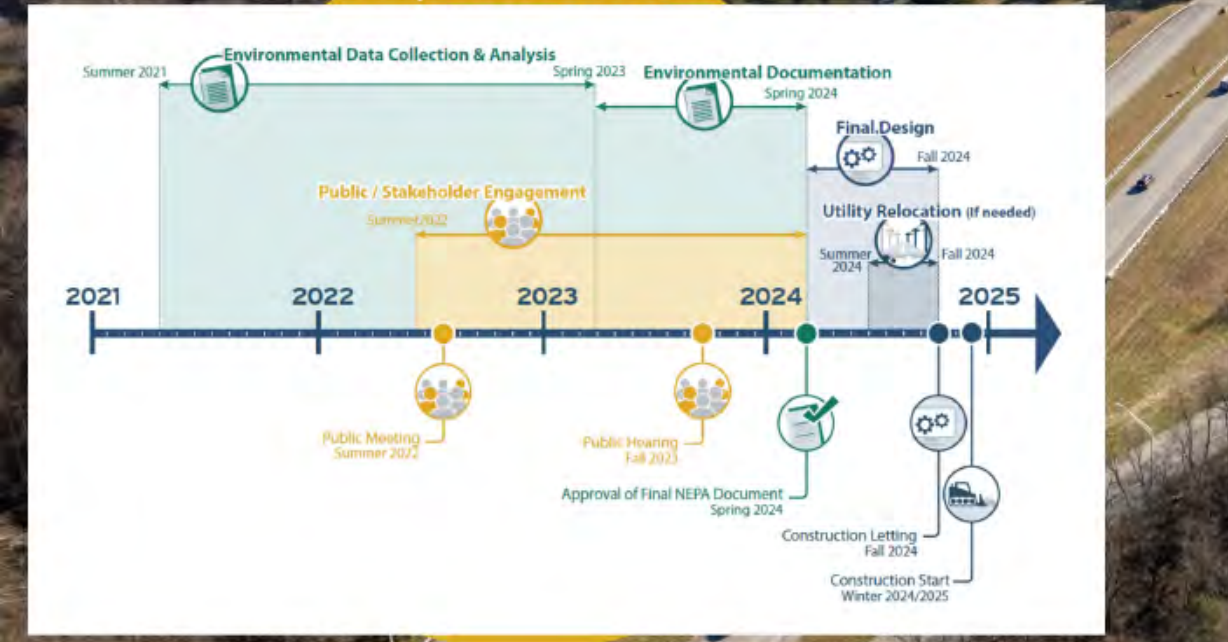 Environmental Data Collection & Analysis
Summer 2021
Spring 2023
Environmental Documentation
Spring 2024
Final Design
Fall 2024
Public / Stakeholder Engagement
Summer 2022
Utility Relocation (If needed)
Summer
2024
Fall 2024
2021
2022
2023
2024
2025
Public Meeting
Summer 2022
Public Hearing
Fall 2023
Approval of Final NEPA Document
Spring 2024
Construction Letting
Fall 2024
Construction Start
Winter 2024/2025